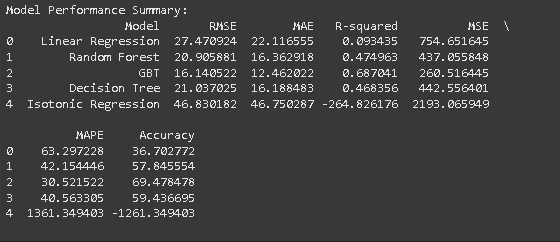 Model Performance Summary:
Model RMSE MAE R-squared MSE \
0 Linear Regression 27.470924 22.116555 0.093435 754.651645
1 Random Forest 20.905881 16.362918 0.474963 437.055848
2 GBT 16.140522 12.462022 0.687041 260.516445
3 Decision Tree 21.037025 16.188483 0.468356 442.556401
4 Isotonic Regression 46.830182 46.750287 -264.826176 2193.065949
MAPE Accuracy
0 63.297228 36.702772
1 42.154446 57.845554
2 30.521522 69.478478
3 40.563305 59.436695
4 1361.349403 -1261.349403